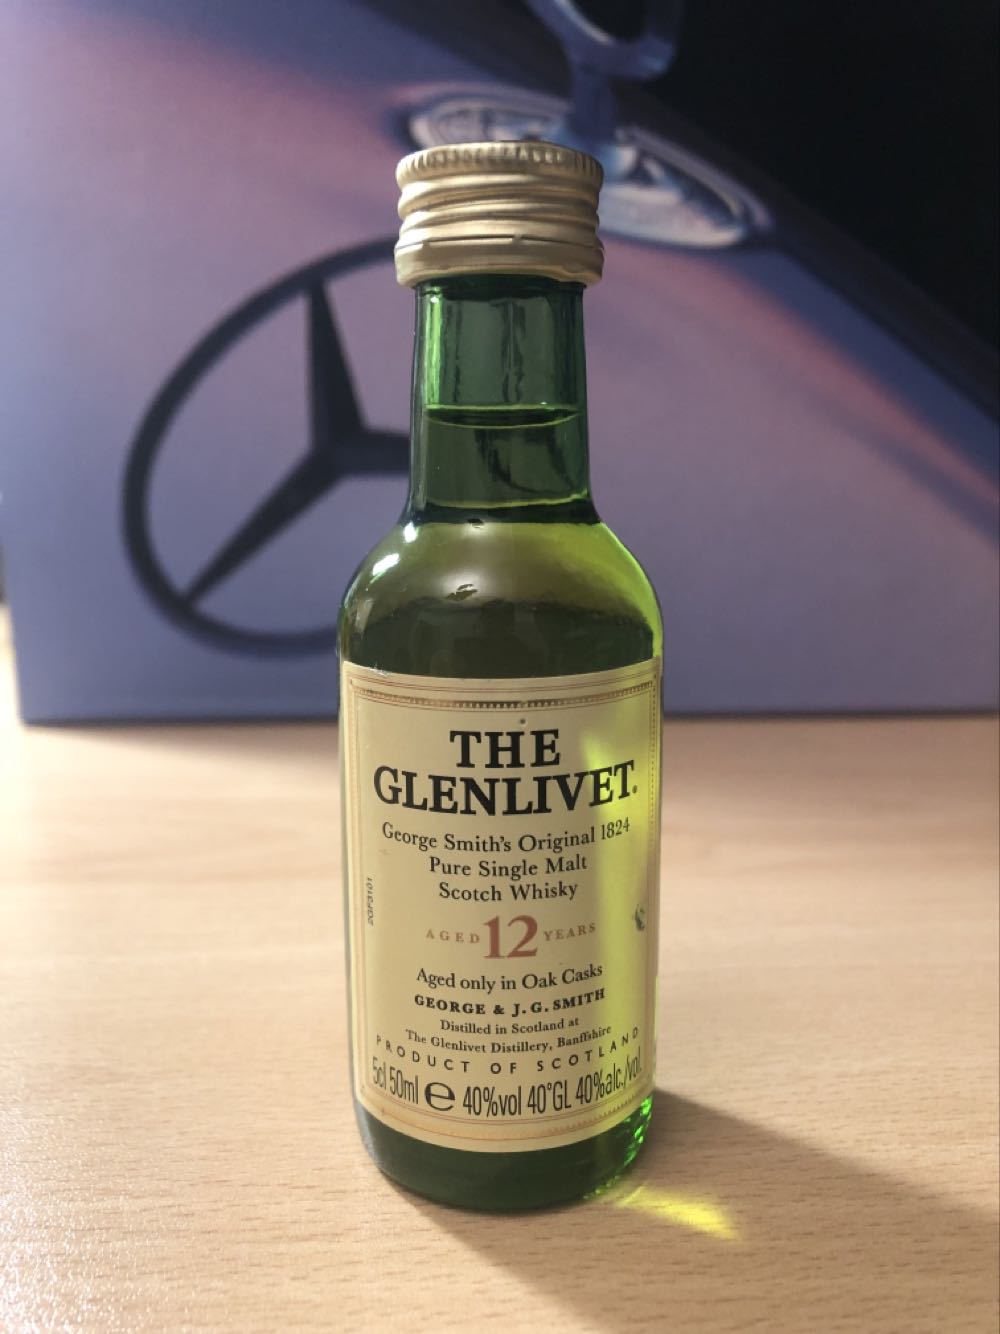 THE
GLENLIVET.
George Smith's Original 1824
Pure Single Malt
Scotch Whisky
AGED 12 YEARS
Aged only in Oak Casks
GEORGE & J.G. SMITH
Distilled in Scotland at
The Glenlivet Distillery, Banffshire
PRODUCT OF SCOTLAND
5cl 50ml e 40%vol 40°GL 40%alc./vol.
2GF3101